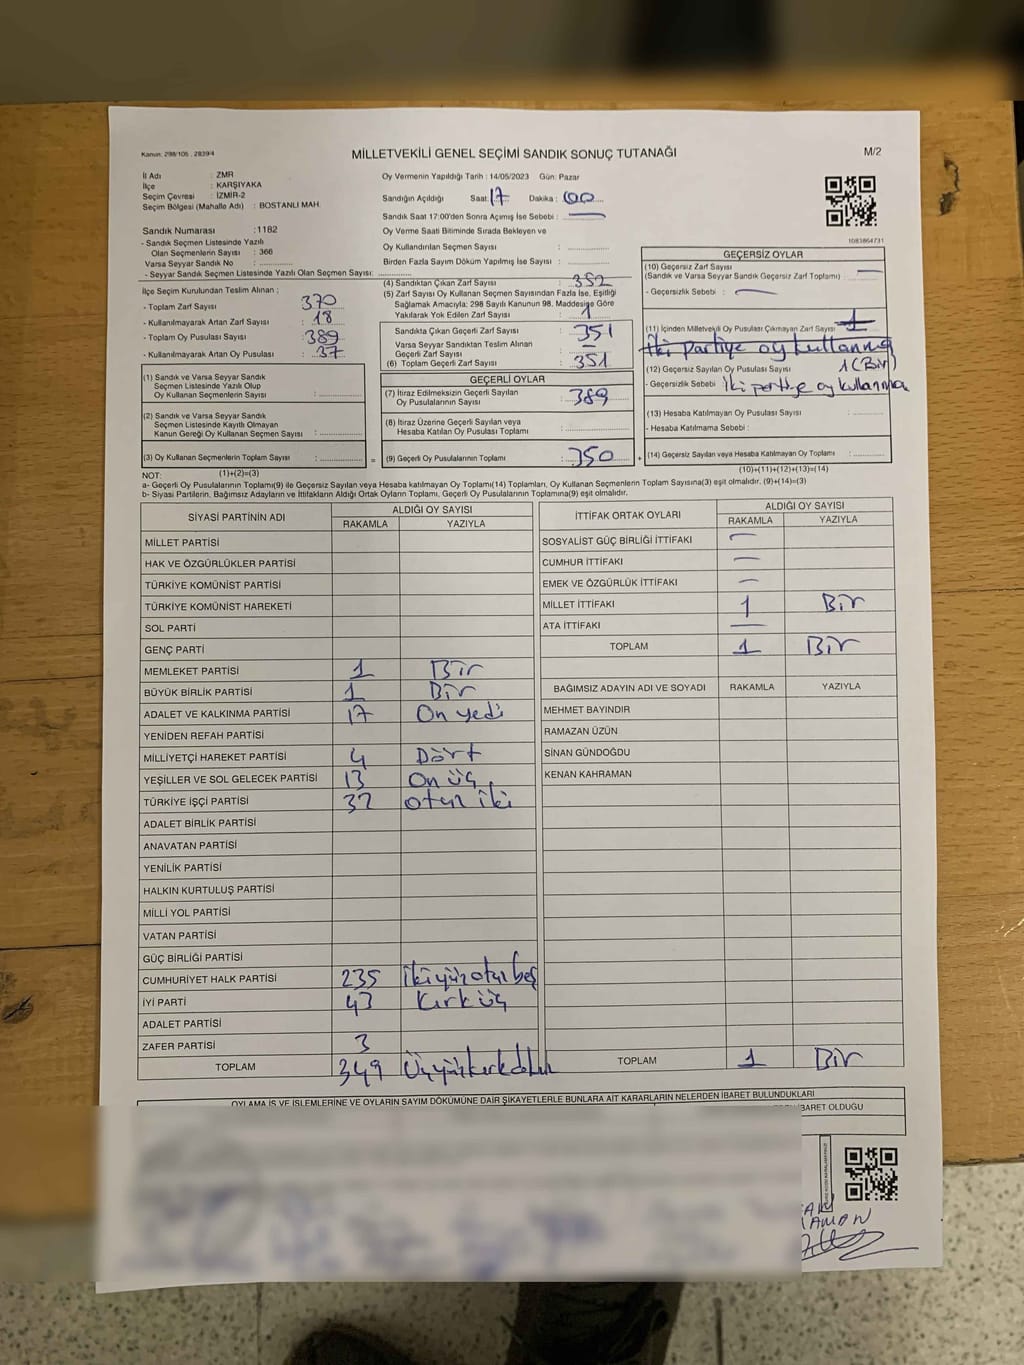 Kanun: 298/105 , 2839/4
MİLLETVEKİLİ GENEL SEÇİMİ SANDIK SONUÇ TUTANAĞI
M/2
İl Adı : ZMR
İlçe : KARŞIYAKA
Seçim Çevresi : İZMİR-2
Seçim Bölgesi (Mahalle Adı) : BOSTANLI MAH.
Oy Vermenin Yapıldığı Tarih : 14/05/2023 Gün: Pazar
Sandığın Açıldığı Saat: 17 Dakika : 00
Sandık Saat 17:00'den Sonra Açımış İse Sebebi :
Oy Verme Saati Bitiminde Sırada Bekleyen ve
Oy Kullandırılan Seçmen Sayısı :
Birden Fazla Sayım Döküm Yapılmış İse Sayısı :
1083864731
Sandık Numarası : 1182
- Sandık Seçmen Listesinde Yazılı
Olan Seçmenlerin Sayısı : 366
Varsa Seyyar Sandık No :
- Seyyar Sandık Seçmen Listesinde Yazılı Olan Seçmen Sayısı:
İlçe Seçim Kurulundan Teslim Alınan ;
- Toplam Zarf Sayısı : 370
- Kullanılmayarak Artan Zarf Sayısı : 18
- Toplam Oy Pusulası Sayısı : 389
- Kullanılmayarak Artan Oy Pusulası : 37
(1) Sandık ve Varsa Seyyar Sandık
Seçmen Listesinde Yazılı Olup
Oy Kullanan Seçmenlerin Sayısı :
(2) Sandık ve Varsa Seyyar Sandık
Seçmen Listesinde Kayıtlı Olmayan
Kanun Gereği Oy Kullanan Seçmen Sayısı :
(3) Oy Kullanan Seçmenlerin Toplam Sayısı :
(1)+(2)=(3)
(4) Sandıktan Çıkan Zarf Sayısı : 352
(5) Zarf Sayısı Oy Kullanan Seçmen Sayısından Fazla İse, Eşitliği
Sağlamak Amacıyla; 298 Sayılı Kanunun 98. Maddesine Göre
Yakılarak Yok Edilen Zarf Sayısı : 1
Sandıkta Çıkan Geçerli Zarf Sayısı : 351
Varsa Seyyar Sandıktan Teslim Alınan
Geçerli Zarf Sayısı :
(6) Toplam Geçerli Zarf Sayısı : 351
GEÇERLİ OYLAR
(7) İtiraz Edilmeksizin Geçerli Sayılan
Oy Pusulalarının Sayısı : 389
(8) İtiraz Üzerine Geçerli Sayılan veya
Hesaba Katılan Oy Pusulası Toplamı :
= (9) Geçerli Oy Pusulalarının Toplamı : 350 +
GEÇERSİZ OYLAR
(10) Geçersiz Zarf Sayısı
(Sandık ve Varsa Seyyar Sandık Geçersiz Zarf Toplamı) :
- Geçersizlik Sebebi :
(11) İçinden Milletvekili Oy Pusulası Çıkmayan Zarf Sayısı : 1
iki partiye oy kullanma
(12) Geçersiz Sayılan Oy Pusulası Sayısı : 1 (Bir)
- Geçersizlik Sebebi : iki partiye oy kullanma
(13) Hesaba Katılmayan Oy Pusulası Sayısı :
- Hesaba Katılmama Sebebi :
(14) Geçersiz Sayılan veya Hesaba Katılmayan Oy Pusulası Toplamı :
(10)+(11)+(12)+(13)=(14)
NOT:
a- Geçerli Oy Pusulalarının Toplamı(9) ile Geçersiz Sayılan veya Hesaba katılmayan Oy Toplamı(14) Toplamları, Oy Kullanan Seçmenlerin Toplam Sayısına(3) eşit olmalıdır. (9)+(14)=(3)
b- Siyasi Partilerin, Bağımsız Adayların ve İttifakların Aldığı Ortak Oyların Toplamı, Geçerli Oy Pusulalarının Toplamına(9) eşit olmalıdır.
SİYASİ PARTİNİN ADI
ALDIĞI OY SAYISI
RAKAMLA YAZIYLA
MİLLET PARTİSİ
HAK VE ÖZGÜRLÜKLER PARTİSİ
TÜRKİYE KOMÜNİST PARTİSİ
TÜRKİYE KOMÜNİST HAREKETİ
SOL PARTİ
GENÇ PARTİ
MEMLEKET PARTİSİ 1 Bir
BÜYÜK BİRLİK PARTİSİ 1 Bir
ADALET VE KALKINMA PARTİSİ 17 On yedi
YENİDEN REFAH PARTİSİ
MİLLİYETÇİ HAREKET PARTİSİ 4 Dört
YEŞİLLER VE SOL GELECEK PARTİSİ 13 On üç
TÜRKİYE İŞÇİ PARTİSİ 32 otuz iki
ADALET BİRLİK PARTİSİ
ANAVATAN PARTİSİ
YENİLİK PARTİSİ
HALKIN KURTULUŞ PARTİSİ
MİLLİ YOL PARTİSİ
VATAN PARTİSİ
GÜÇ BİRLİĞİ PARTİSİ
CUMHURİYET HALK PARTİSİ 235 ikiyüzotuzbeş
İYİ PARTİ 43 Kırk üç
ADALET PARTİSİ
ZAFER PARTİSİ 3
TOPLAM 349 Üçyüzkırkdokuz
İTTİFAK ORTAK OYLARI
ALDIĞI OY SAYISI
RAKAMLA YAZIYLA
SOSYALİST GÜÇ BİRLİĞİ İTTİFAKI
CUMHUR İTTİFAKI
EMEK VE ÖZGÜRLÜK İTTİFAKI
MİLLET İTTİFAKI 1 Bir
ATA İTTİFAKI
TOPLAM 1 Bir
BAĞIMSIZ ADAYIN ADI VE SOYADI RAKAMLA YAZIYLA
MEHMET BAYINDIR
RAMAZAN ÜZÜN
SİNAN GÜNDOĞDU
KENAN KAHRAMAN
TOPLAM 1 Bir
OYLAMA İŞ VE İŞLEMLERİNE VE OYLARIN SAYIM DÖKÜMÜNE DAİR ŞİKAYETLERLE BUNLARA AİT KARARLARIN NELERDEN İBARET BULUNDUKLARI
BARET OLDUĞU